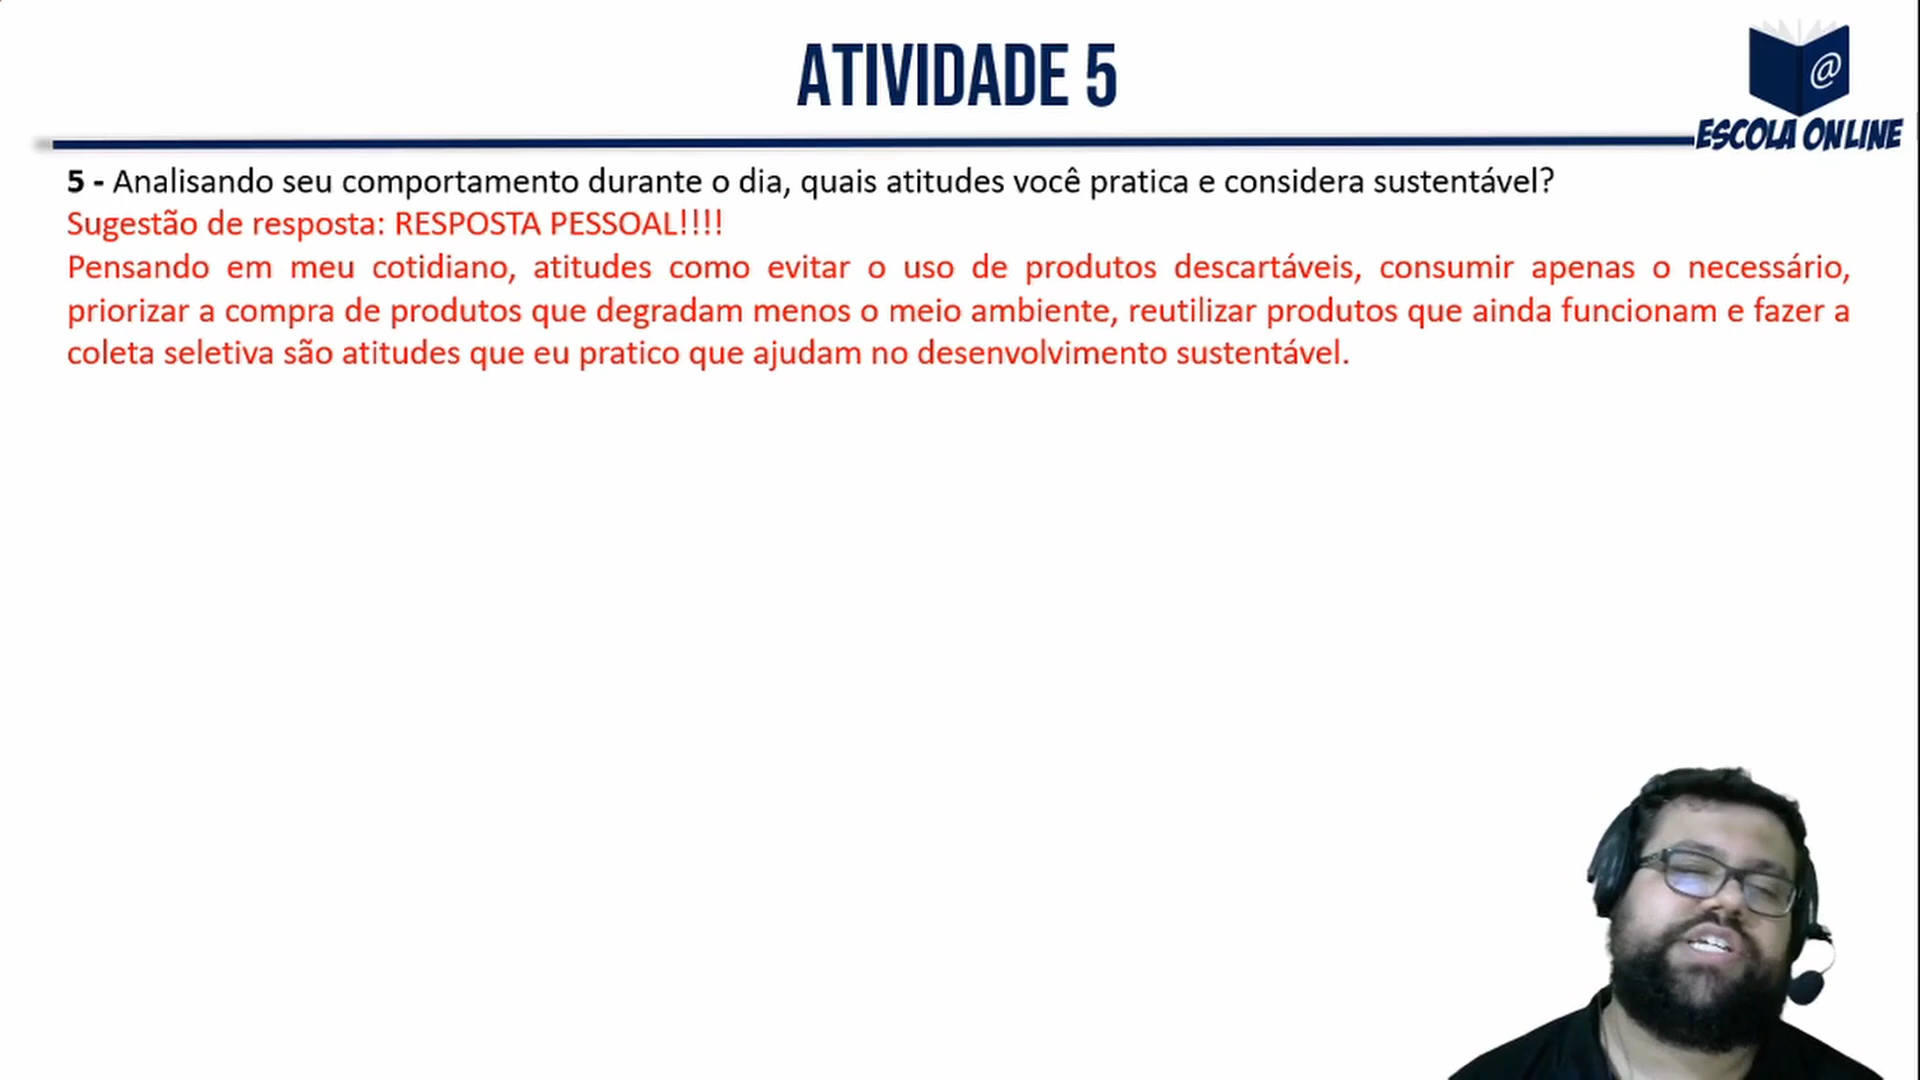 ATIVIDADE 5
@
ESCOLA ONLINE
5 - Analisando seu comportamento durante o dia, quais atitudes você pratica e considera sustentável?
Sugestão de resposta: RESPOSTA PESSOAL!!!!
Pensando em meu cotidiano, atitudes como evitar o uso de produtos descartáveis, consumir apenas o necessário,
priorizar a compra de produtos que degradam menos o meio ambiente, reutilizar produtos que ainda funcionam e fazer a
coleta seletiva são atitudes que eu pratico que ajudam no desenvolvimento sustentável.